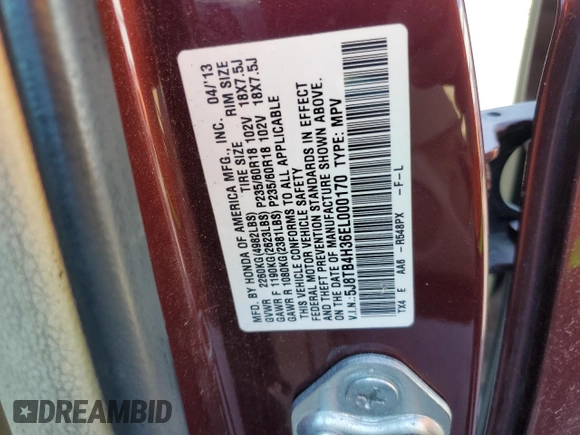 MFD. BY HONDA OF AMERICA MFG., INC. 04/'13
TIRE SIZE RIM SIZE
GVWR 2260KG(4982LBS) P235/60R18 102V 18X7.5J
GAWR F 1190KG(2623LBS) P235/60R18 102V 18X7.5J
GAWR R 1080KG(2381LBS)
THIS VEHICLE CONFORMS TO ALL APPLICABLE
FEDERAL MOTOR VEHICLE SAFETY STANDARDS IN EFFECT
ON THE DATE OF MANUFACTURE SHOWN ABOVE.
V.I.N.:5J8TB4H36EL000170 TYPE: MPV
TX4 E AA6 -R548PX -F-L
DREAMBID